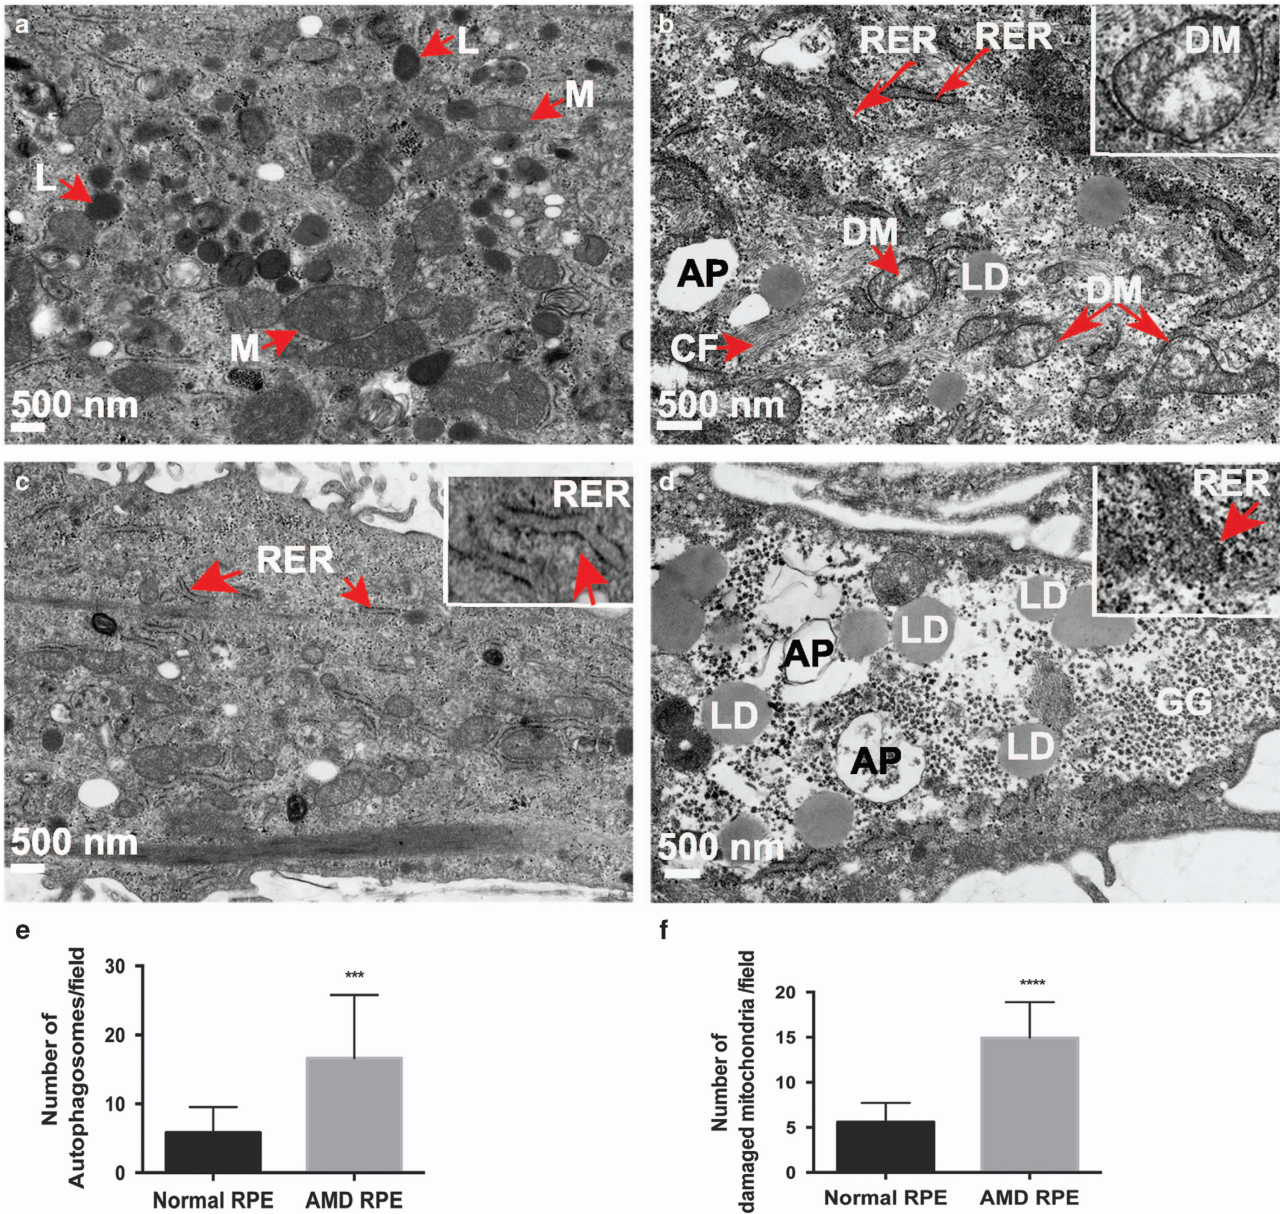 a
L
M
L
M
500 nm
b
RER
RER
DM
DM
AP
LD
DM
CF
500 nm
c
RER
RER
500 nm
d
RER
LD
LD
AP
LD
GG
LD
AP
500 nm
e
Number of
Autophagosomes/field
30
20
10
0
***
Normal RPE
AMD RPE
f
Number of
damaged mitochondria /field
20
15
10
5
0
****
Normal RPE
AMD RPE